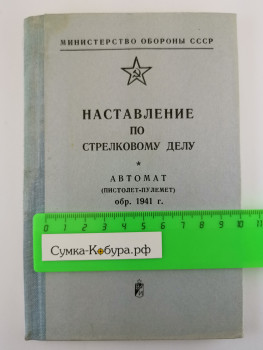 МИНИСТЕРСТВО ОБОРОНЫ СССР
НАСТАВЛЕНИЕ
ПО
СТРЕЛКОВОМУ ДЕЛУ
*
АВТОМАТ
(ПИСТОЛЕТ-ПУЛЕМЕТ)
обр. 1941 г.
0 1 2 3 4 5 6 7 8 9 10 11
Сумка-Кобура.рф